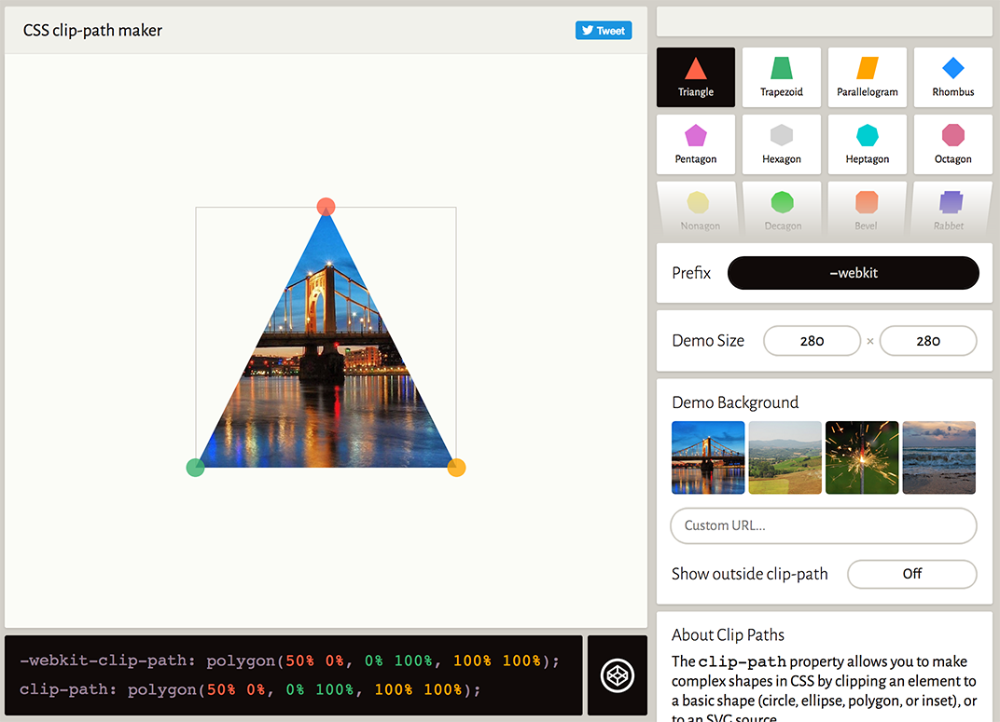 CSS clip-path maker
Tweet
Triangle
Trapezoid
Parallelogram
Rhombus
Pentagon
Hexagon
Heptagon
Octagon
Nonagon
Decagon
Bevel
Rabbet
Prefix
-webkit
Demo Size
280 × 280
Demo Background
Custom URL...
Show outside clip-path
Off
-webkit-clip-path: polygon(50% 0%, 0% 100%, 100% 100%);
clip-path: polygon(50% 0%, 0% 100%, 100% 100%);
About Clip Paths
The clip-path property allows you to make
complex shapes in CSS by clipping an element to
a basic shape (circle, ellipse, polygon, or inset), or
to an SVG source